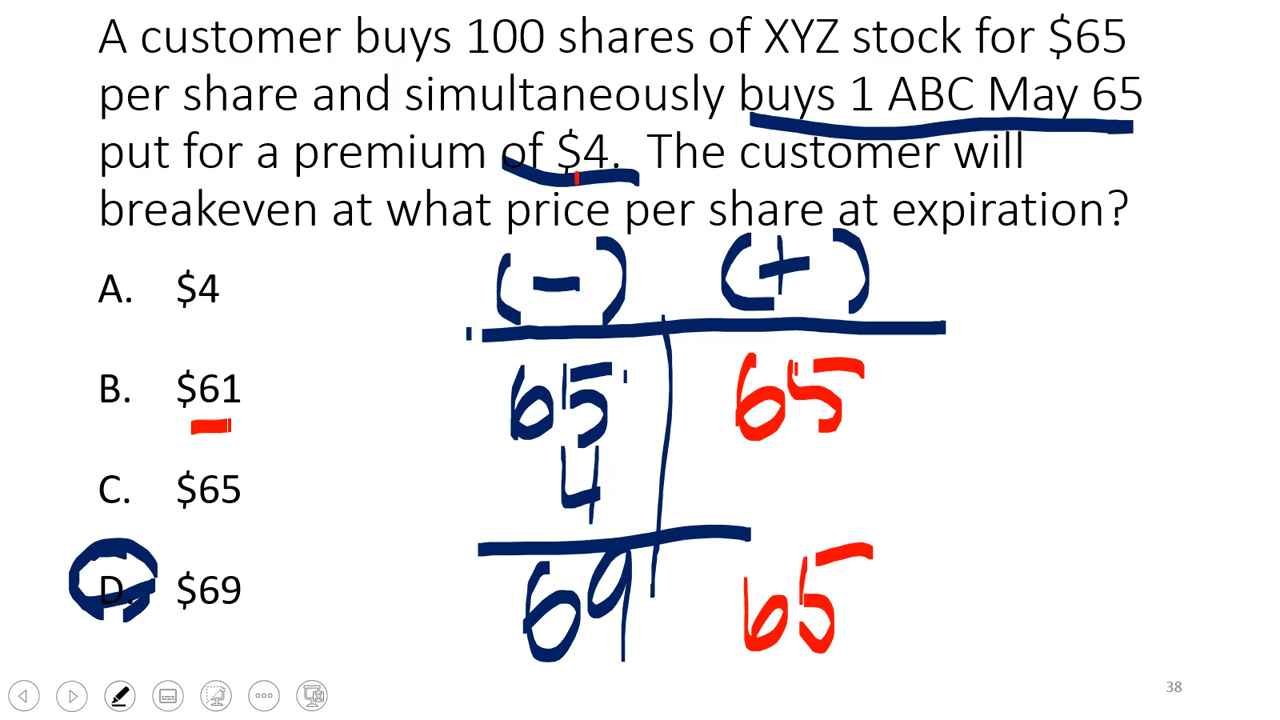 A customer buys 100 shares of XYZ stock for $65
per share and simultaneously buys 1 ABC May 65
put for a premium of $4.  The customer will
breakeven at what price per share at expiration?
(-) (+)
A. $4
65 65
B. $61
4
C. $65
69 65
D. $69
38